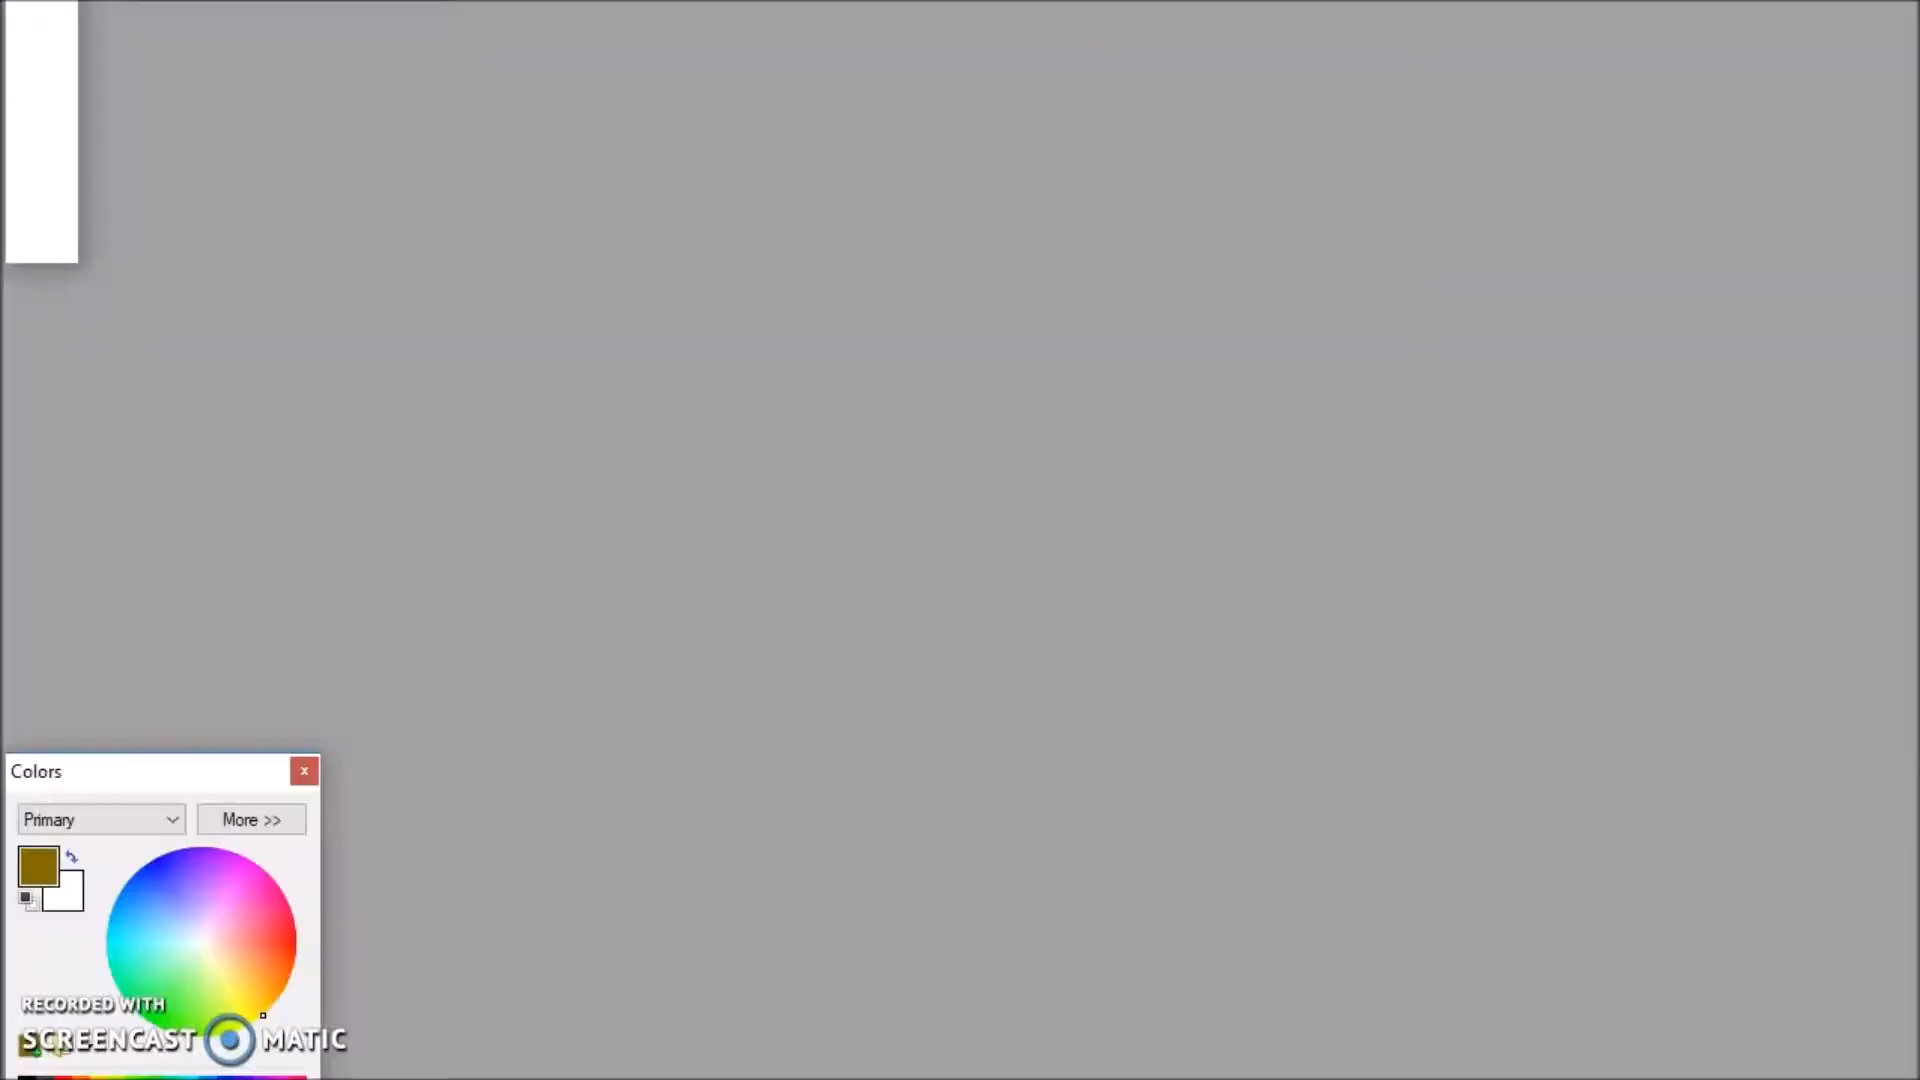 Colors
x
Primary
More >>
RECORDED WITH
SCREENCAST MATIC